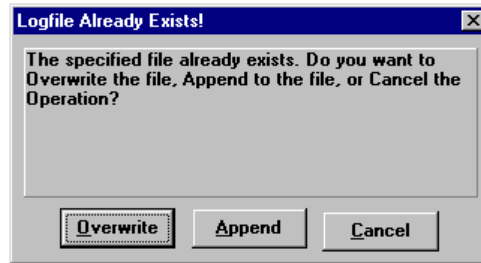 Logfile Already Exists!
The specified file already exists. Do you want to
Overwrite the file, Append to the file, or Cancel the
Operation?
Overwrite Append Cancel